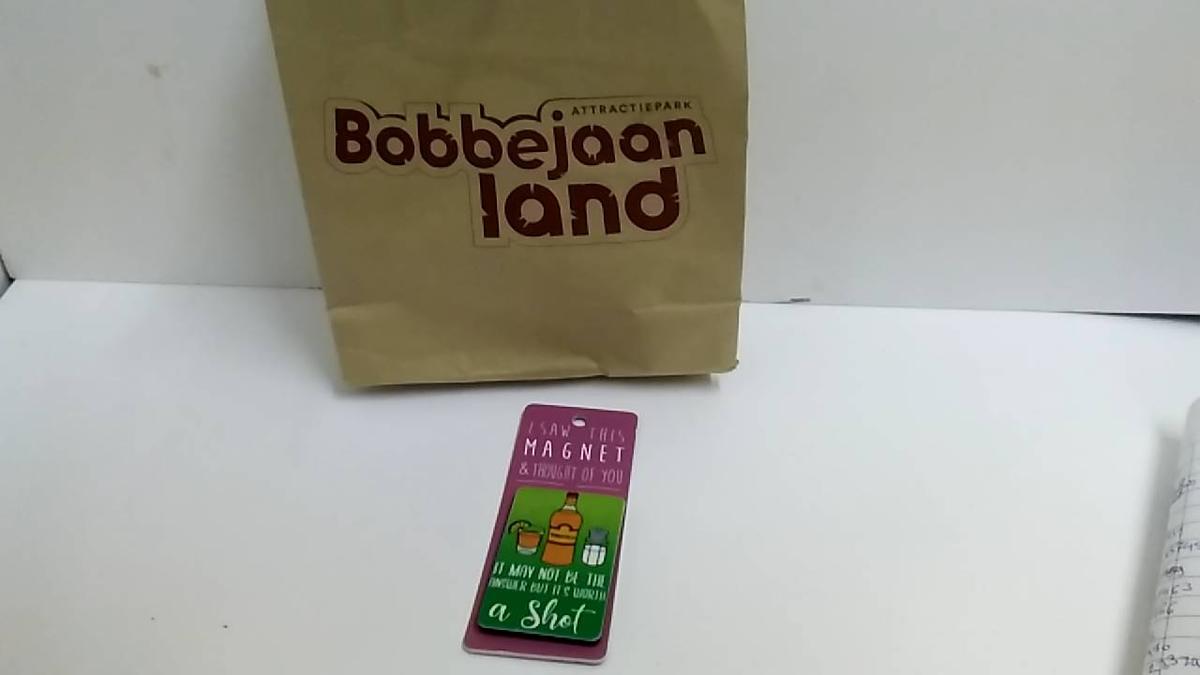 ATTRACTIEPARK
Bobbejaan
land
I SAW THIS
MAGNET
& THOUGHT OF YOU
IT MAY NOT BE THE
ANSWER BUT IT'S WORTH
a Shot